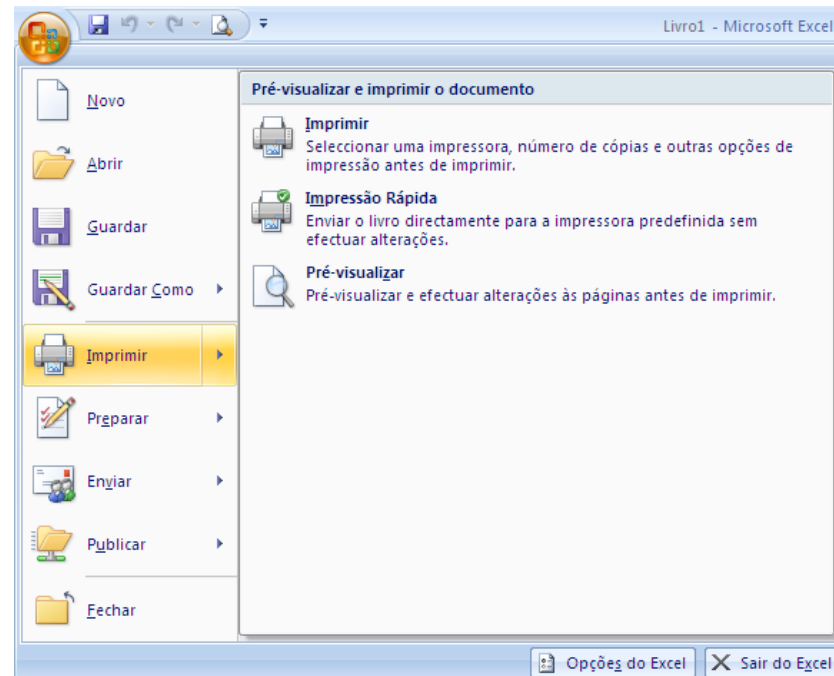 Livro1 - Microsoft Excel
Novo
Abrir
Guardar
Guardar Como
Imprimir
Preparar
Enviar
Publicar
Fechar
Pré-visualizar e imprimir o documento
Imprimir
Seleccionar uma impressora, número de cópias e outras opções de
impressão antes de imprimir.
Impressão Rápida
Enviar o livro directamente para a impressora predefinida sem
efectuar alterações.
Pré-visualizar
Pré-visualizar e efectuar alterações às páginas antes de imprimir.
Opções do Excel
Sair do Excel